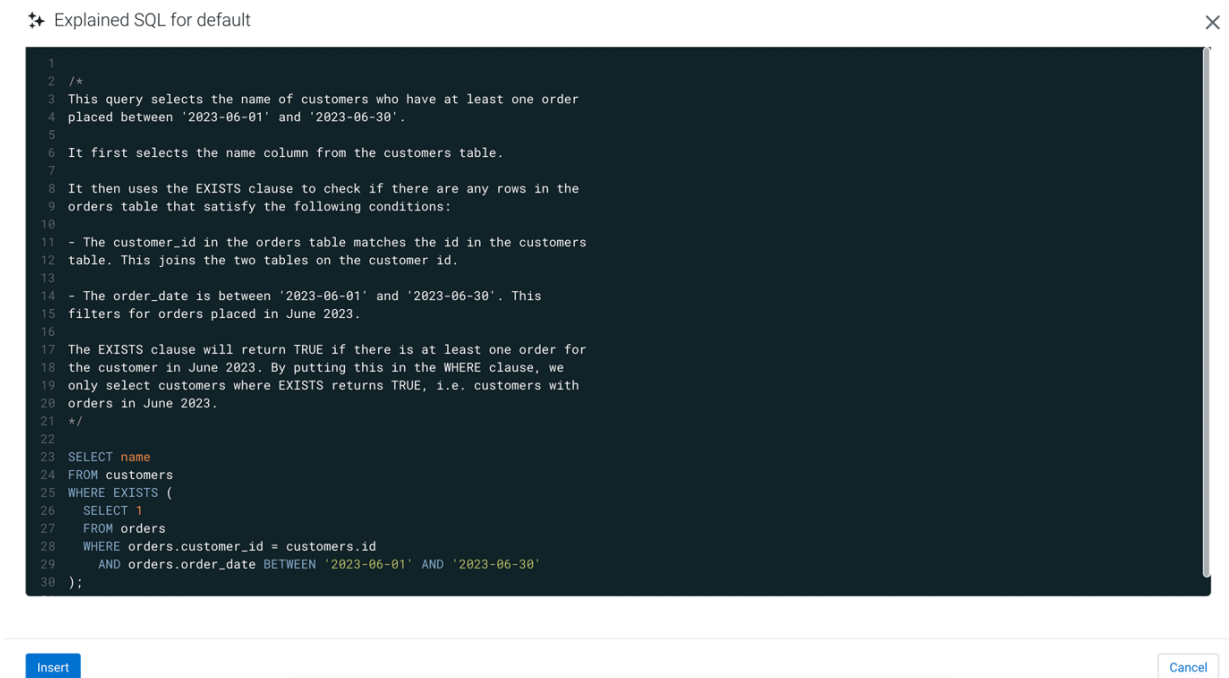 Explained SQL for default
1
2 /*
3 This query selects the name of customers who have at least one order
4 placed between '2023-06-01' and '2023-06-30'.
5
6 It first selects the name column from the customers table.
7
8 It then uses the EXISTS clause to check if there are any rows in the
9 orders table that satisfy the following conditions:
10
11 - The customer_id in the orders table matches the id in the customers
12 table. This joins the two tables on the customer id.
13
14 - The order_date is between '2023-06-01' and '2023-06-30'. This
15 filters for orders placed in June 2023.
16
17 The EXISTS clause will return TRUE if there is at least one order for
18 the customer in June 2023. By putting this in the WHERE clause, we
19 only select customers where EXISTS returns TRUE, i.e. customers with
20 orders in June 2023.
21 */
22
23 SELECT name
24 FROM customers
25 WHERE EXISTS (
26   SELECT 1
27   FROM orders
28   WHERE orders.customer_id = customers.id
29     AND orders.order_date BETWEEN '2023-06-01' AND '2023-06-30'
30 );
Insert
Cancel